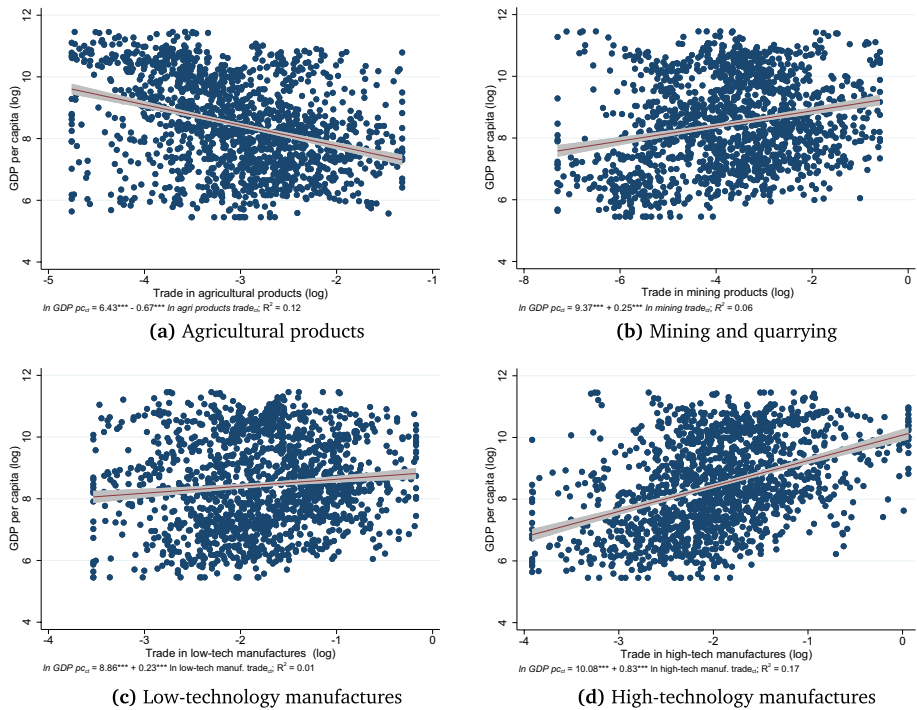 GDP per capita (log)
4 6 8 10 12
-5 -4 -3 -2 -1
Trade in agricultural products (log)
ln GDP pc_ct = 6.43*** - 0.67*** ln agri products trade_ct; R² = 0.12
(a) Agricultural products
GDP per capita (log)
4 6 8 10 12
-8 -6 -4 -2 0
Trade in mining products (log)
ln GDP pc_ct = 9.37*** + 0.25*** ln mining trade_ct; R² = 0.06
(b) Mining and quarrying
GDP per capita (log)
4 6 8 10 12
-4 -3 -2 -1 0
Trade in low-tech manufactures (log)
ln GDP pc_ct = 8.86*** + 0.23*** ln low-tech manuf. trade_ct; R² = 0.01
(c) Low-technology manufactures
GDP per capita (log)
4 6 8 10 12
-4 -3 -2 -1 0
Trade in high-tech manufactures (log)
ln GDP pc_ct = 10.08*** + 0.83*** ln high-tech manuf. trade_ct; R² = 0.17
(d) High-technology manufactures